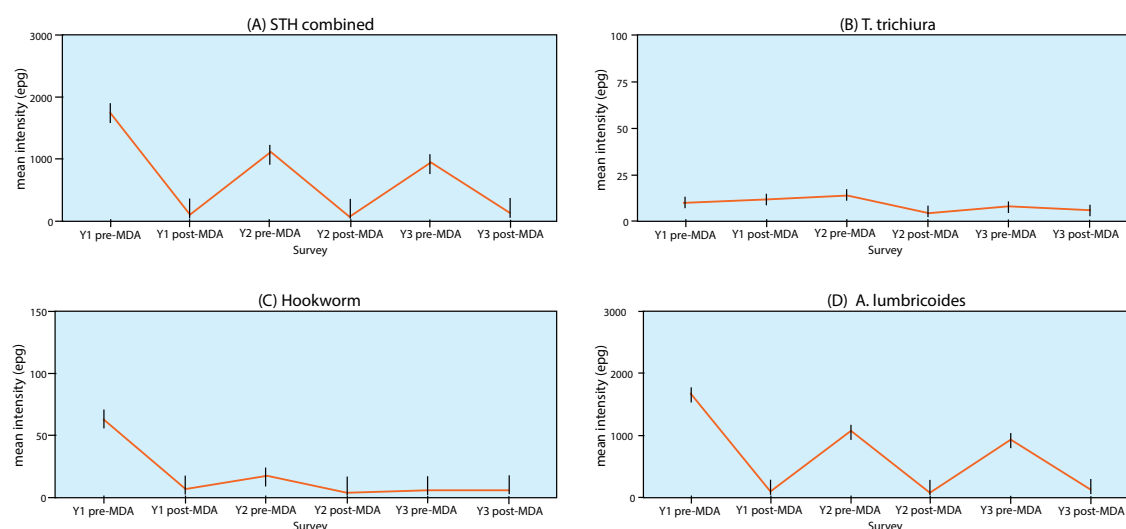 (A) STH combined
mean intensity (epg)
3000
2000
1000
0
Y1 pre-MDA Y1 post-MDA Y2 pre-MDA Y2 post-MDA Y3 pre-MDA Y3 post-MDA
Survey
(B) T. trichiura
mean intensity (epg)
100
75
50
25
0
Y1 pre-MDA Y1 post-MDA Y2 pre-MDA Y2 post-MDA Y3 pre-MDA Y3 post-MDA
Survey
(C) Hookworm
mean intensity (epg)
150
100
50
0
Y1 pre-MDA Y1 post-MDA Y2 pre-MDA Y2 post-MDA Y3 pre-MDA Y3 post-MDA
Survey
(D) A. lumbricoides
mean intensity (epg)
3000
2000
1000
0
Y1 pre-MDA Y1 post-MDA Y2 pre-MDA Y2 post-MDA Y3 pre-MDA Y3 post-MDA
Survey